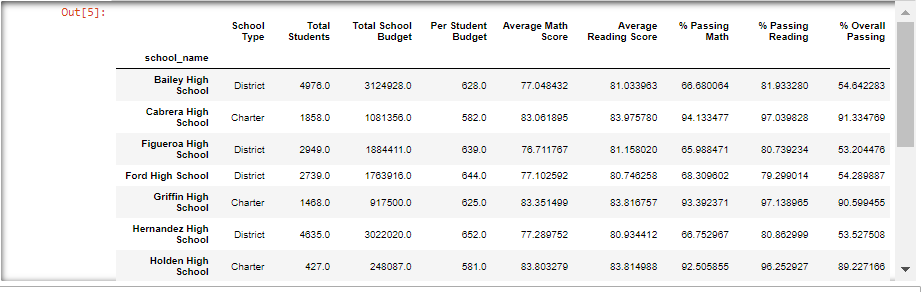 Out[5]:
School Type Total Students Total School Budget Per Student Budget Average Math Score Average Reading Score % Passing Math % Passing Reading % Overall Passing
school_name
Bailey High School District 4976.0 3124928.0 628.0 77.048432 81.033963 66.680064 81.933280 54.642283
Cabrera High School Charter 1858.0 1081356.0 582.0 83.061895 83.975780 94.133477 97.039828 91.334769
Figueroa High School District 2949.0 1884411.0 639.0 76.711767 81.158020 65.988471 80.739234 53.204476
Ford High School District 2739.0 1763916.0 644.0 77.102592 80.746258 68.309602 79.299014 54.289887
Griffin High School Charter 1468.0 917500.0 625.0 83.351499 83.816757 93.392371 97.138965 90.599455
Hernandez High School District 4635.0 3022020.0 652.0 77.289752 80.934412 66.752967 80.862999 53.527508
Holden High School Charter 427.0 248087.0 581.0 83.803279 83.814988 92.505855 96.252927 89.227166